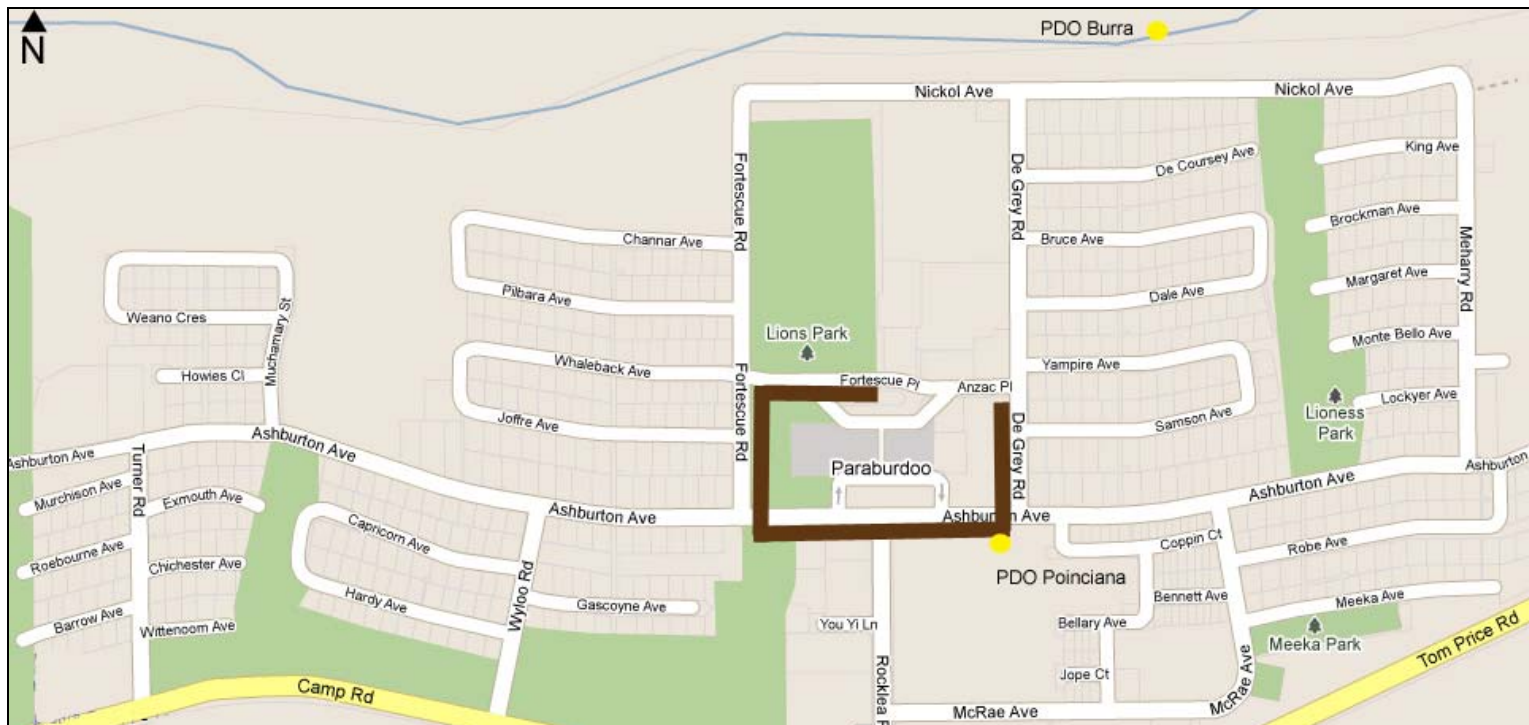 PDO Burra
N
Nickol Ave
Nickol Ave
Fortescue Rd
De Grey Rd
De Coursey Ave
King Ave
Brockman Ave
Meharry Rd
Channar Ave
Bruce Ave
Margaret Ave
Pilbara Ave
Dale Ave
Muchamary St
Weano Cres
Lions Park
Monte Bello Ave
Whaleback Ave
Fortescue Rd
Yampire Ave
Howies Cl
Fortescue Pl
Anzac Pl
Lockyer Ave
Joffre Ave
De Grey Rd
Samson Ave
Lioness
Park
Ashburton Ave
Ashburton Ave
Turner Rd
Paraburdoo
Ashburton
Murchison Ave
Exmouth Ave
Ashburton Ave
Ashburton Ave
Ashburton Ave
Capricorn Ave
Coppin Ct
Robe Ave
Roebourne Ave
Chichester Ave
Wyloo Rd
PDO Poinciana
Hardy Ave
Gascoyne Ave
Bennett Ave
Meeka Ave
Barrow Ave
Wittenoom Ave
You Yi Ln
Bellary Ave
Meeka Park
Tom Price Rd
Camp Rd
Rocklea
Jope Ct
McRae Ave
McRae Ave